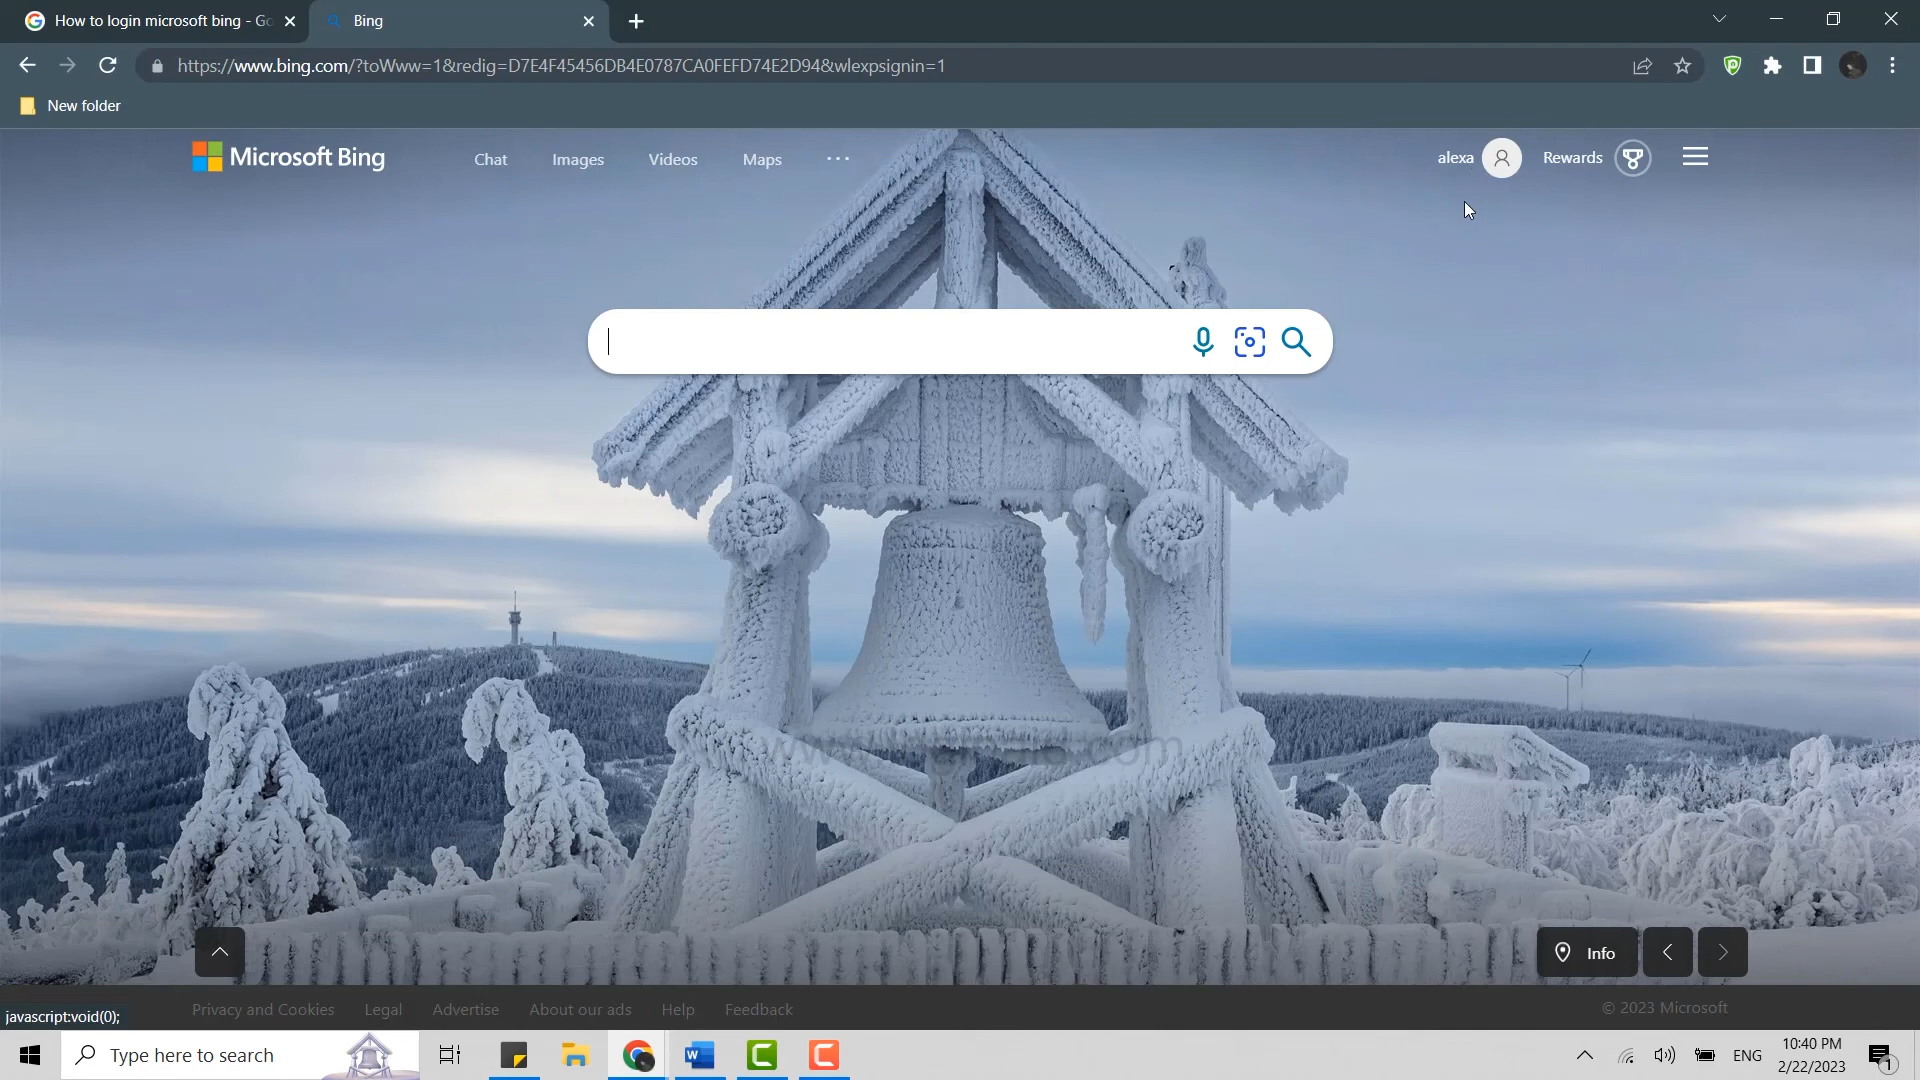 How to login microsoft bing - Go
Bing
https://www.bing.com/?toWww=1&redig=D7E4F45456DB4E0787CA0FEFD74E2D94&wlexpsignin=1
New folder
Microsoft Bing
Chat
Images
Videos
Maps
alexa
Rewards
Info
Privacy and Cookies
Legal
Advertise
About our ads
Help
Feedback
© 2023 Microsoft
javascript:void(0);
Type here to search
ENG
10:40 PM
2/22/2023
1